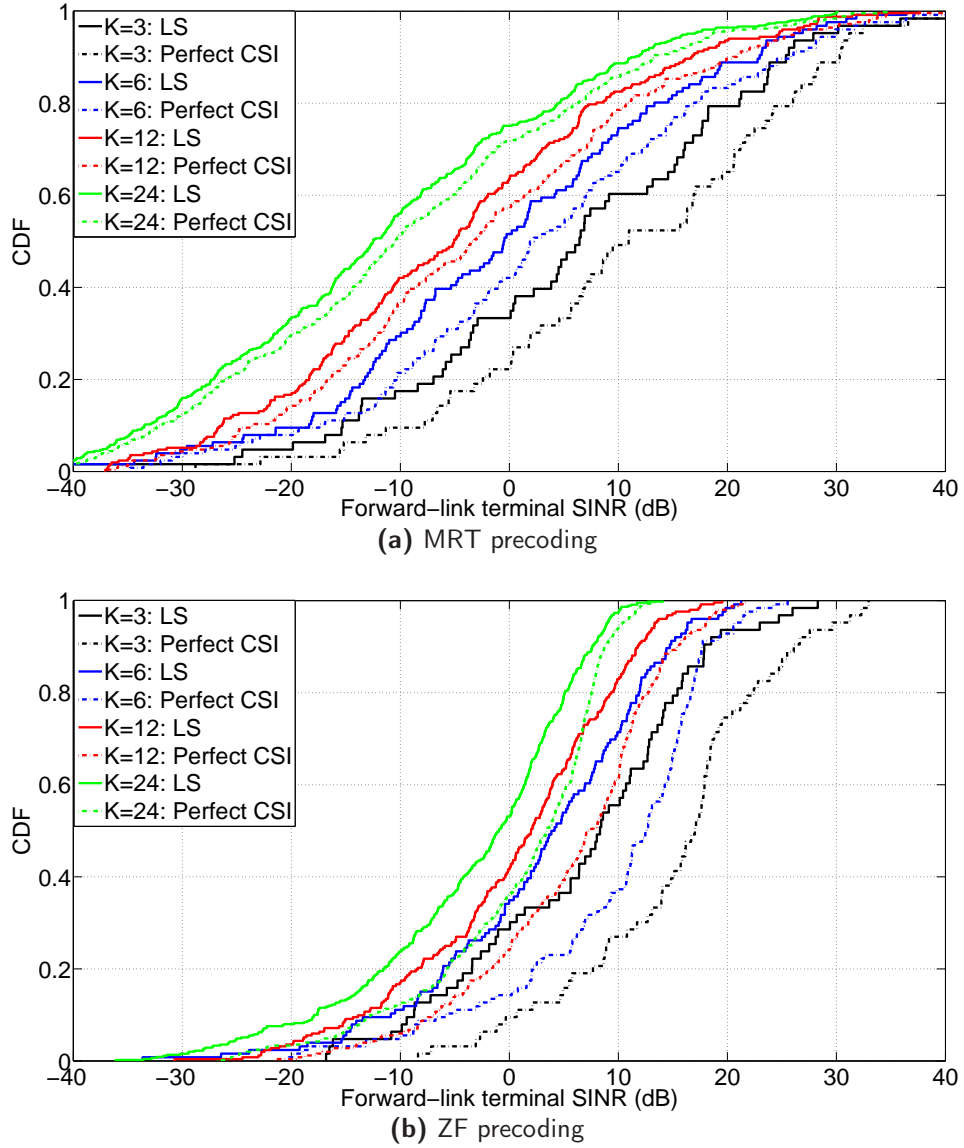 1
0.8
0.6
0.4
0.2
0
CDF
K=3: LS
K=3: Perfect CSI
K=6: LS
K=6: Perfect CSI
K=12: LS
K=12: Perfect CSI
K=24: LS
K=24: Perfect CSI
−40 −30 −20 −10 0 10 20 30 40
Forward−link terminal SINR (dB)
(a) MRT precoding
1
0.8
0.6
0.4
0.2
0
CDF
K=3: LS
K=3: Perfect CSI
K=6: LS
K=6: Perfect CSI
K=12: LS
K=12: Perfect CSI
K=24: LS
K=24: Perfect CSI
−40 −30 −20 −10 0 10 20 30 40
Forward−link terminal SINR (dB)
(b) ZF precoding